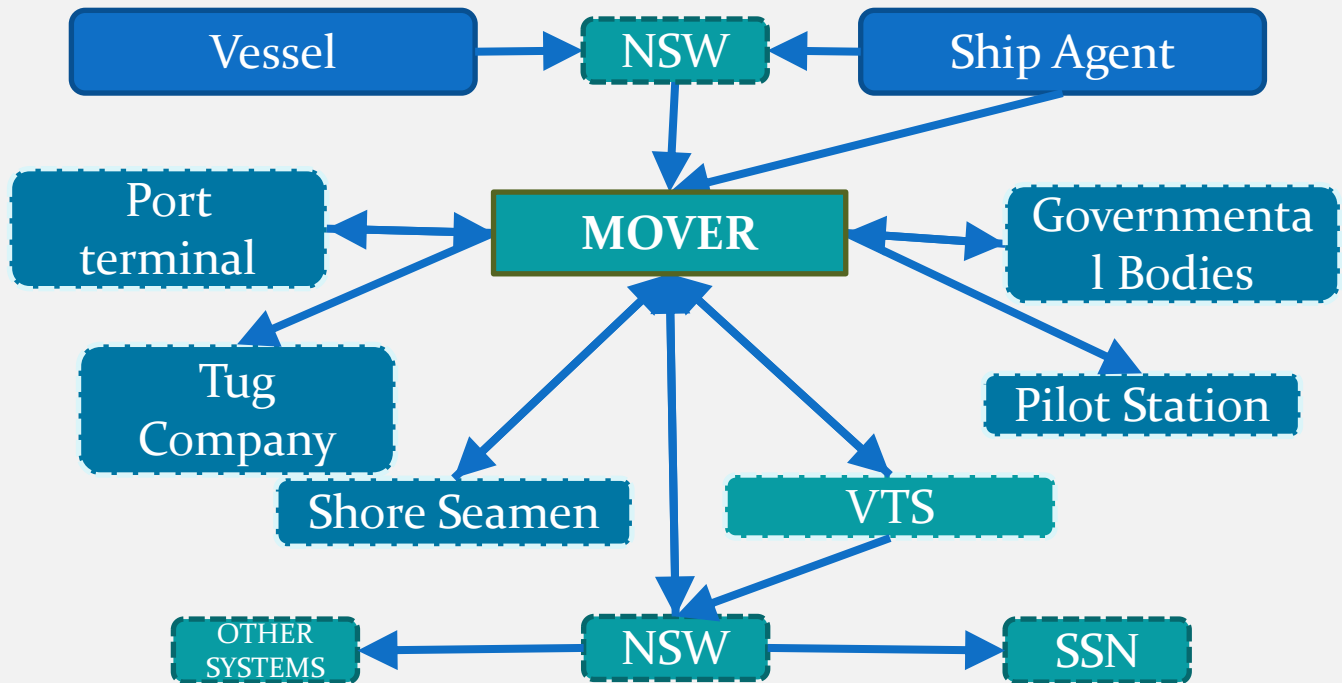 Vessel
NSW
Ship Agent
Port
terminal
MOVER
Governmenta
l Bodies
Tug
Company
Pilot Station
Shore Seamen
VTS
OTHER
SYSTEMS
NSW
SSN